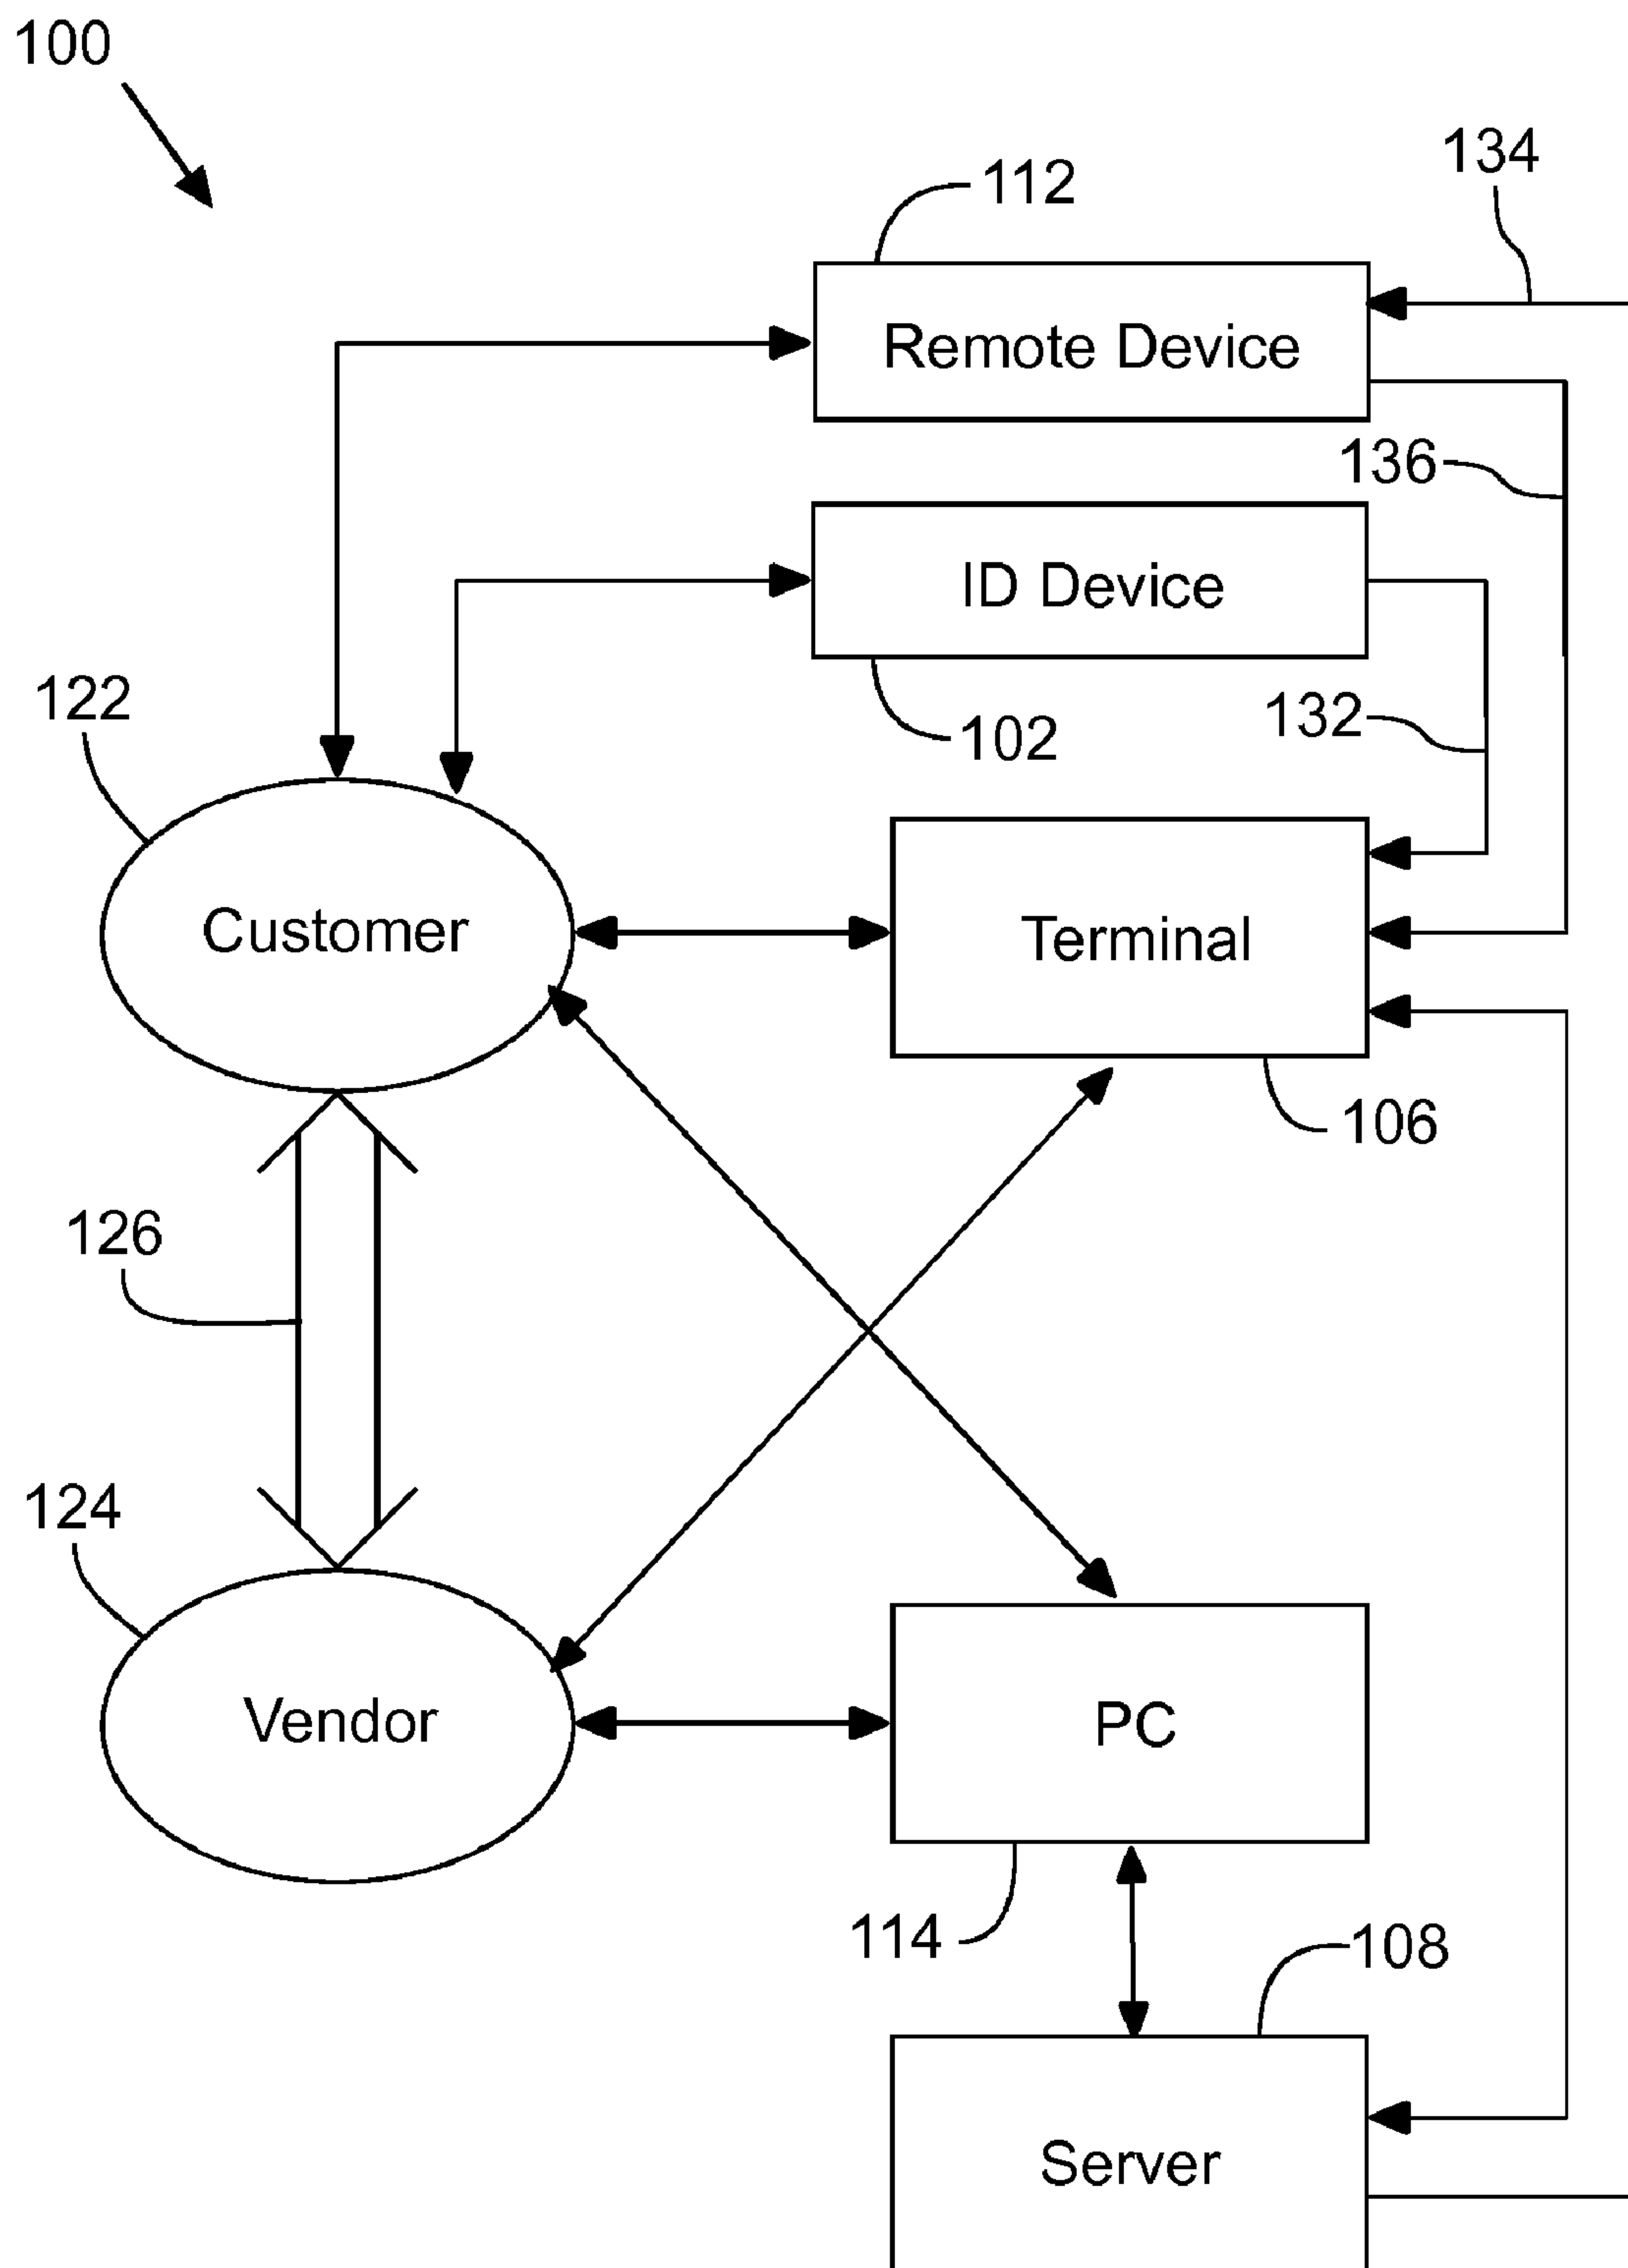 100
134
112
Remote Device
136
ID Device
122
132
102
Customer
Terminal
106
126
124
Vendor
PC
114
108
Server